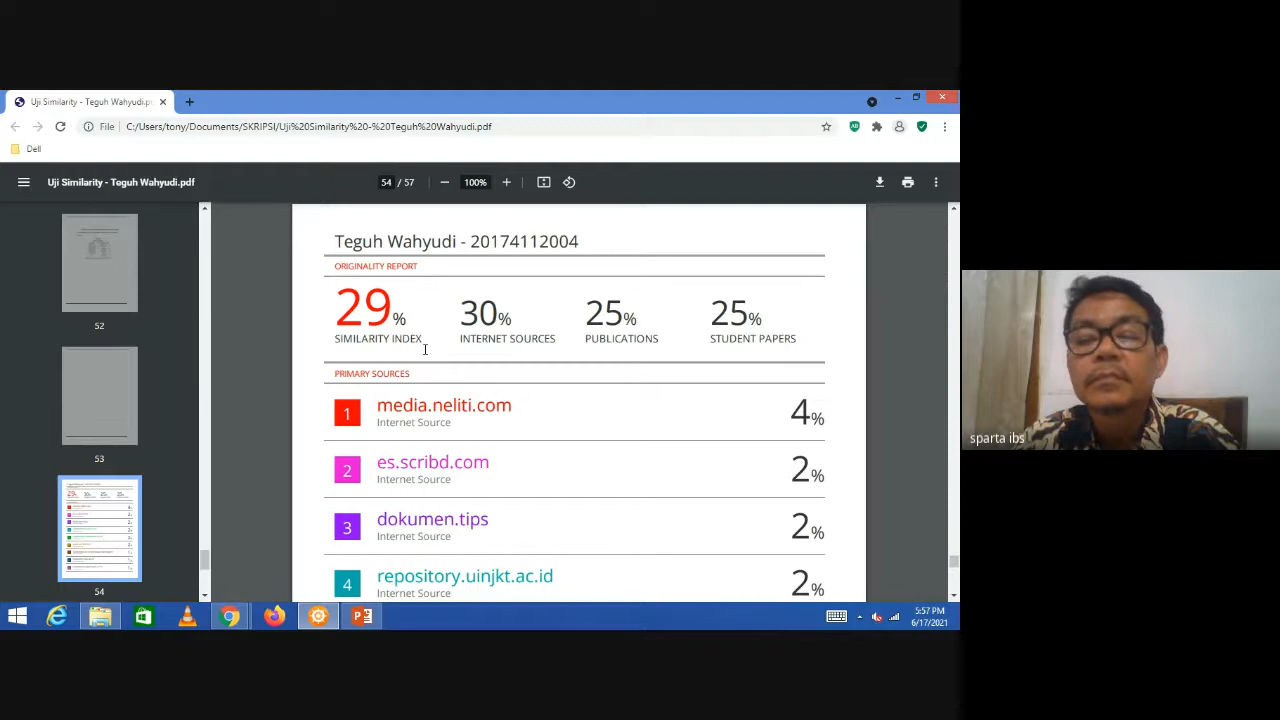 Uji Similarity - Teguh Wahyudi.p
File
C:/Users/tony/Documents/SKRIPSI/Uji%20Similarity%20-%20Teguh%20Wahyudi.pdf
Dell
Uji Similarity - Teguh Wahyudi.pdf
54 / 57
100%
52
53
54
Teguh Wahyudi - 20174112004
ORIGINALITY REPORT
29% 30% 25% 25%
SIMILARITY INDEX INTERNET SOURCES PUBLICATIONS STUDENT PAPERS
PRIMARY SOURCES
1 media.neliti.com 4%
Internet Source
2 es.scribd.com 2%
Internet Source
3 dokumen.tips 2%
Internet Source
4 repository.uinjkt.ac.id 2%
Internet Source
sparta ibs
5:57 PM
6/17/2021